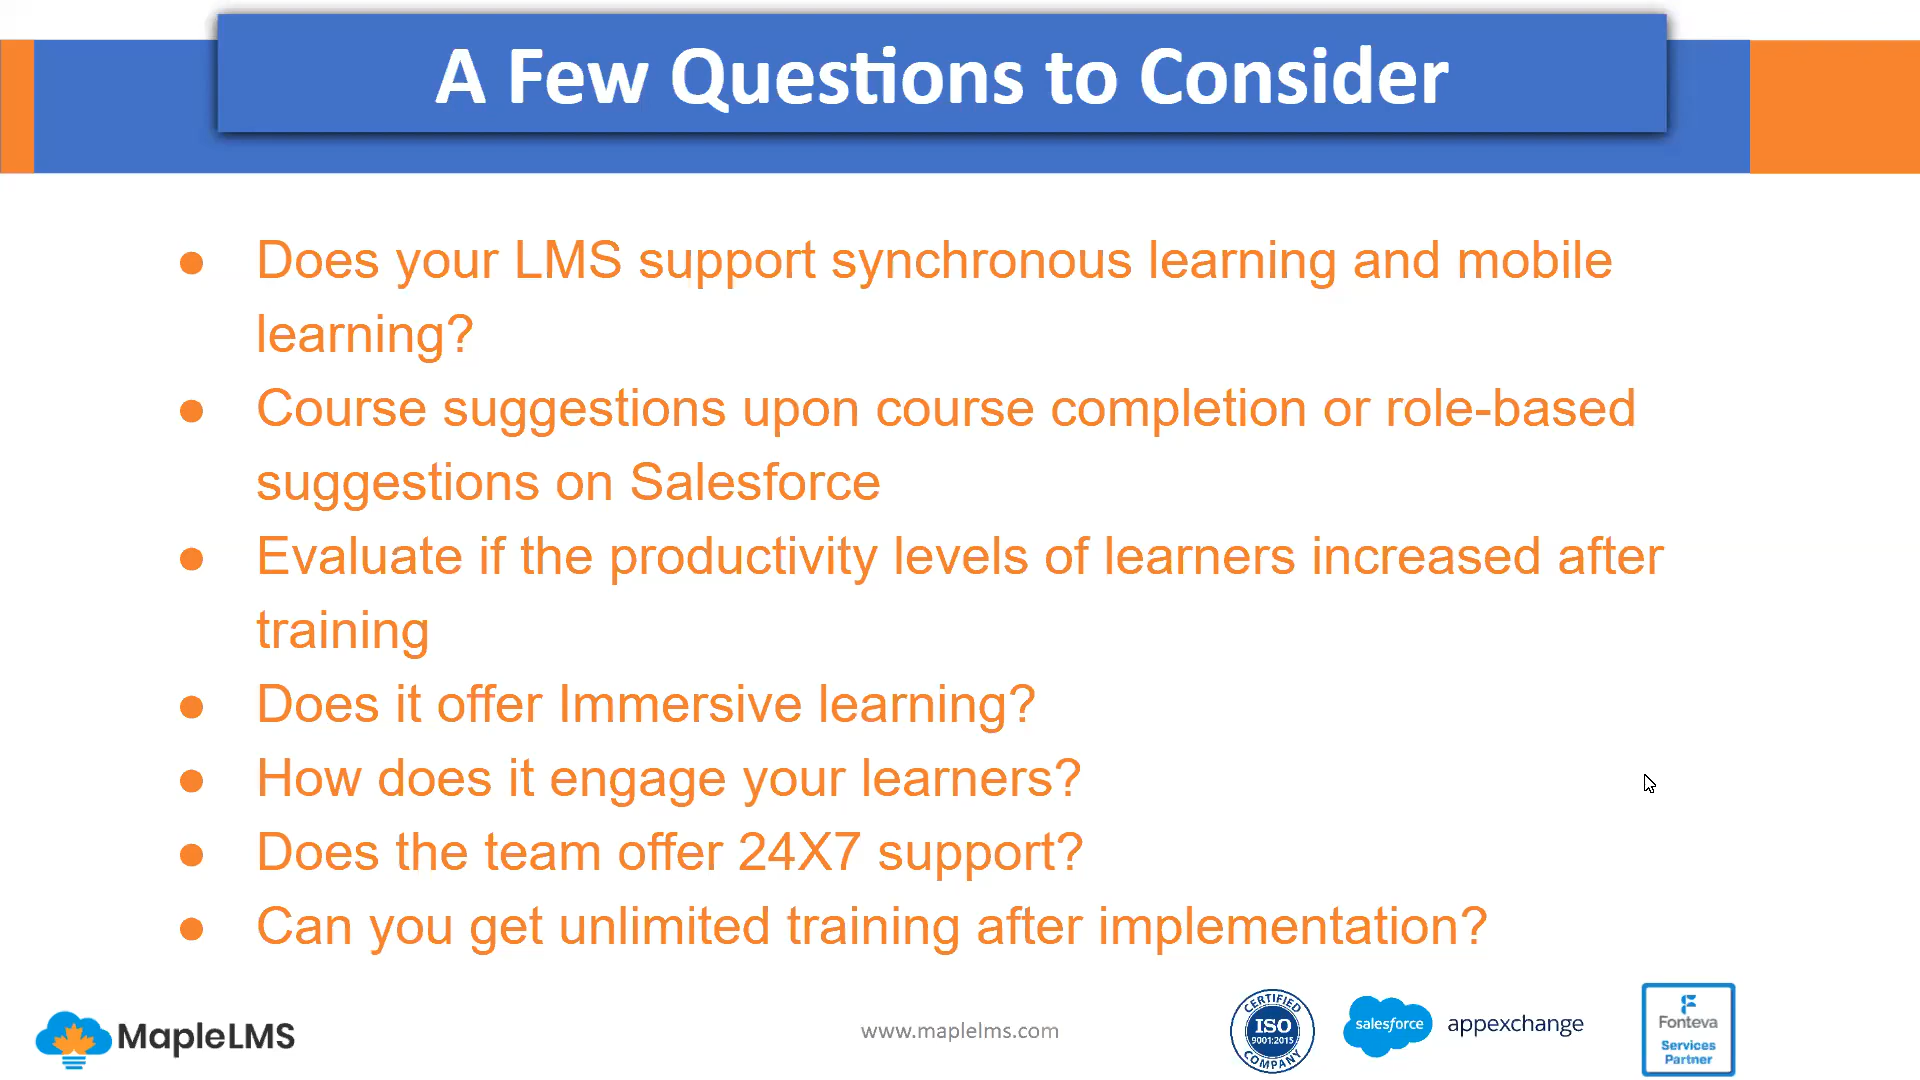 A Few Questions to Consider
● Does your LMS support synchronous learning and mobile
learning?
● Course suggestions upon course completion or role-based
suggestions on Salesforce
● Evaluate if the productivity levels of learners increased after
training
● Does it offer Immersive learning?
● How does it engage your learners?
● Does the team offer 24X7 support?
● Can you get unlimited training after implementation?
MapleLMS
www.maplelms.com
CERTIFIED
ISO
9001:2015
COMPANY
salesforce
appexchange
Fonteva
Services
Partner